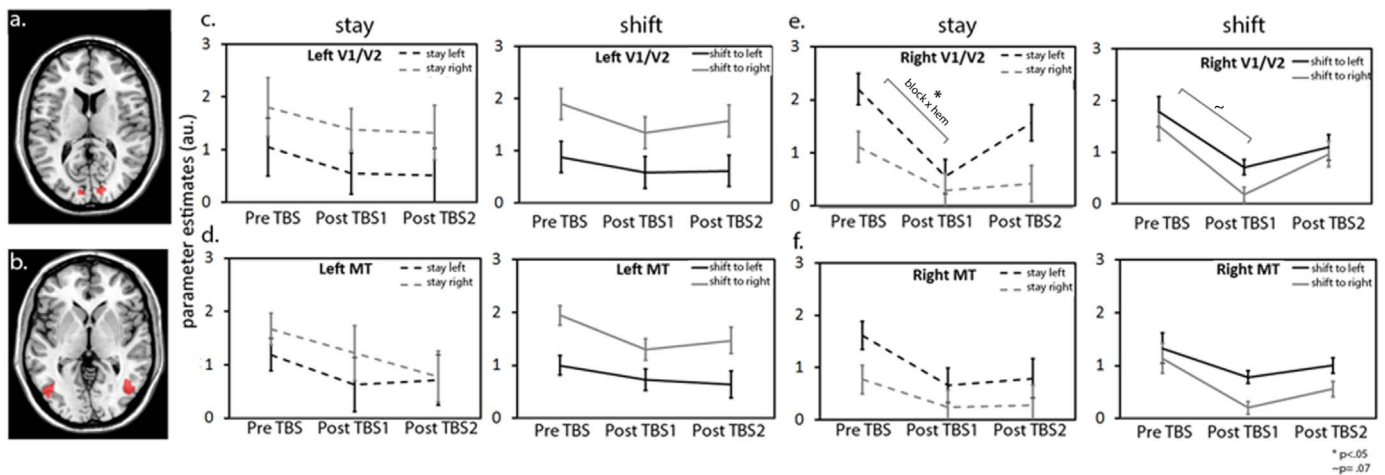 a.
b.
parameter estimates (au.)
c.
stay
3
2
1
0
Left V1/V2
stay left
stay right
Pre TBS Post TBS1 Post TBS2
shift
3
2
1
0
Left V1/V2
shift to left
shift to right
Pre TBS Post TBS1 Post TBS2
d.
3
2
1
0
Left MT
stay left
stay right
Pre TBS Post TBS1 Post TBS2
3
2
1
0
Left MT
shift to left
shift to right
Pre TBS Post TBS1 Post TBS2
e.
stay
3
2
1
0
Right V1/V2
stay left
stay right
*
block x hem
Pre TBS Post TBS1 Post TBS2
shift
3
2
1
0
Right V1/V2
shift to left
shift to right
~
Pre TBS Post TBS1 Post TBS2
f.
3
2
1
0
Right MT
stay left
stay right
Pre TBS Post TBS1 Post TBS2
3
2
1
0
Right MT
shift to left
shift to right
Pre TBS Post TBS1 Post TBS2
* p<.05
~p= .07